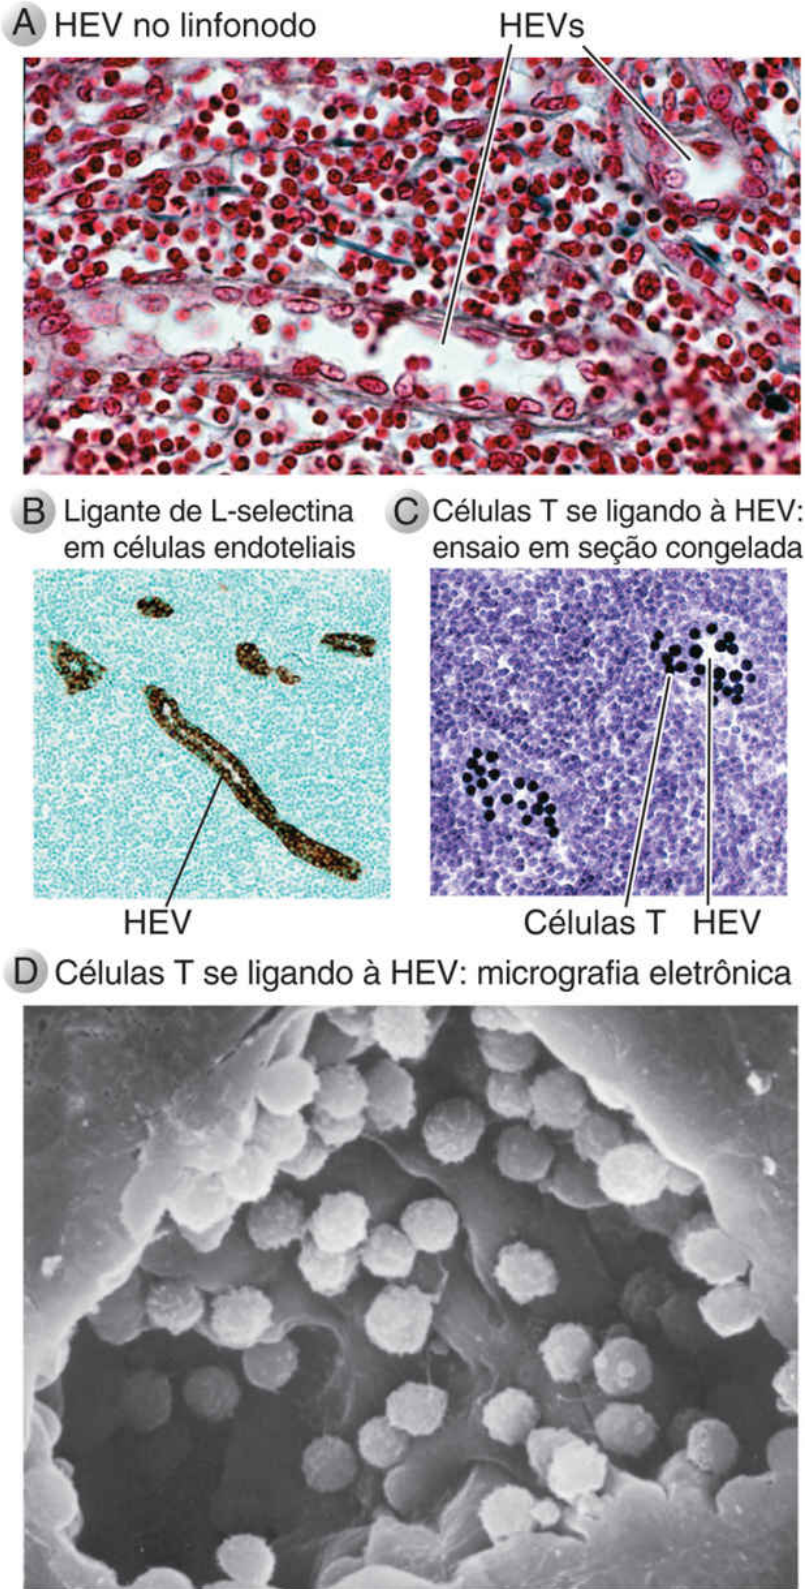 A HEV no linfonodo
HEVs
B Ligante de L-selectina
em células endoteliais
C Células T se ligando à HEV:
ensaio em seção congelada
HEV
Células T
HEV
D Células T se ligando à HEV: micrografia eletrônica